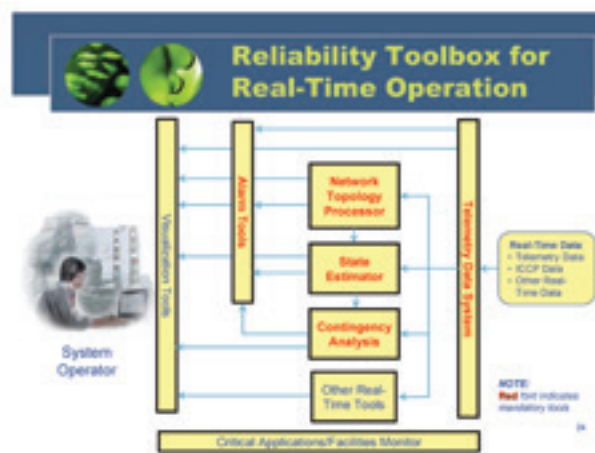 Reliability Toolbox for
Real-Time Operation
Visualization Tools
Alarm Tools
Network
Topology
Processor
State
Estimator
Contingency
Analysis
Other Real-
Time Tools
Telemetry Data System
Real-Time Data
• Telemetry Data
• ICCP Data
• Other Real-
Time Data
System
Operator
NOTE:
Red font indicates
mandatory tools
Critical Applications/Facilities Monitor